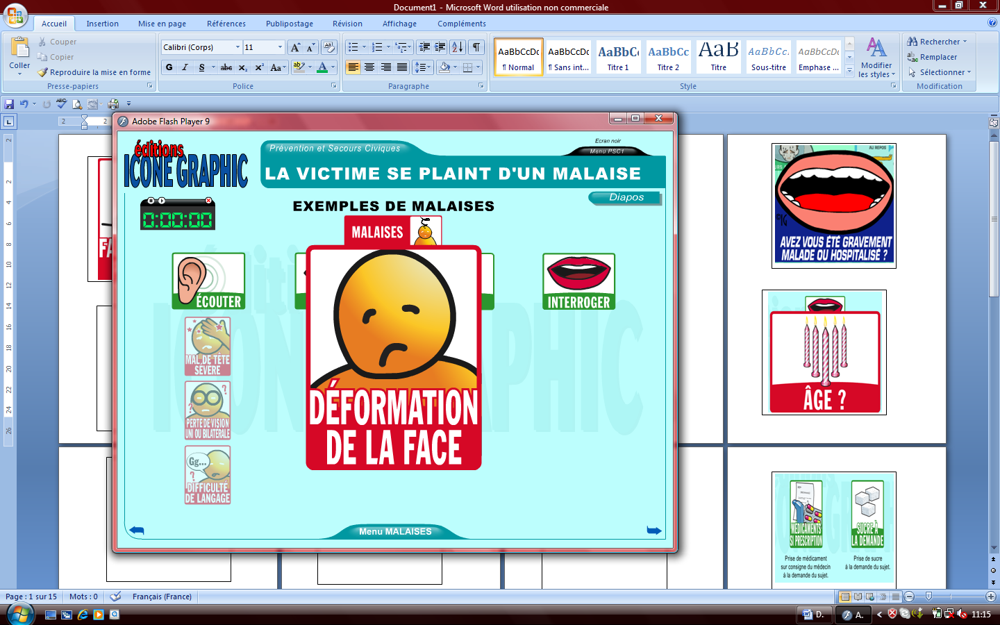 Document1 - Microsoft Word utilisation non commerciale
Accueil Insertion Mise en page Références Publipostage Révision Affichage Compléments
Coller
Couper
Copier
Reproduire la mise en forme
Presse-papiers
Calibri (Corps) 11
G I S abc x₂ x² Aa
Police
Paragraphe
AaBbCcDc AaBbCcDc AaBbCc AaBbCc AaB AaBbCc. AaBbCcDc
¶ Normal ¶ Sans int... Titre 1 Titre 2 Titre Sous-titre Emphase ...
Style
Modifier
les styles
Rechercher
Remplacer
Sélectionner
Modification
Adobe Flash Player 9
éditions
ICONE GRAPHIC
Prévention et Secours Civiques
Ecran noir
Menu PSC1
LA VICTIME SE PLAINT D'UN MALAISE
Diapos
0:00:00
EXEMPLES DE MALAISES
MALAISES
ÉCOUTER
INTERROGER
MAL DE TÊTE
SÉVÈRE
PERTE DE VISION
UNI OU BILATÉRALE
Gg...
DIFFICULTÉ
DE LANGAGE
DÉFORMATION
DE LA FACE
Menu MALAISES
AU REPOS
AVEZ VOUS ÉTÉ GRAVEMENT
MALADE OU HOSPITALISÉ ?
ÂGE ?
MÉDICAMENTS
SI PRESCRIPTION
SUCRE À
LA DEMANDE
Prise de médicament
sur consigne du médecin
à la demande du sujet.
Prise de sucre
à la demande du sujet.
Page : 1 sur 15 Mots : 0 Français (France)
D. A. 11:15